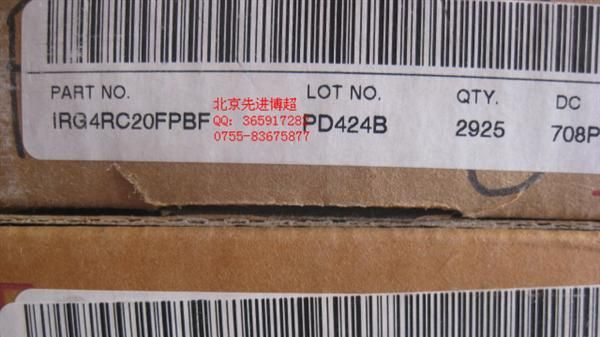 PART NO. LOT NO. QTY. DC
IRG4RC20FPBF PD424B 2925 708P
北京先进博超
QQ: 365917281
0755-83675877